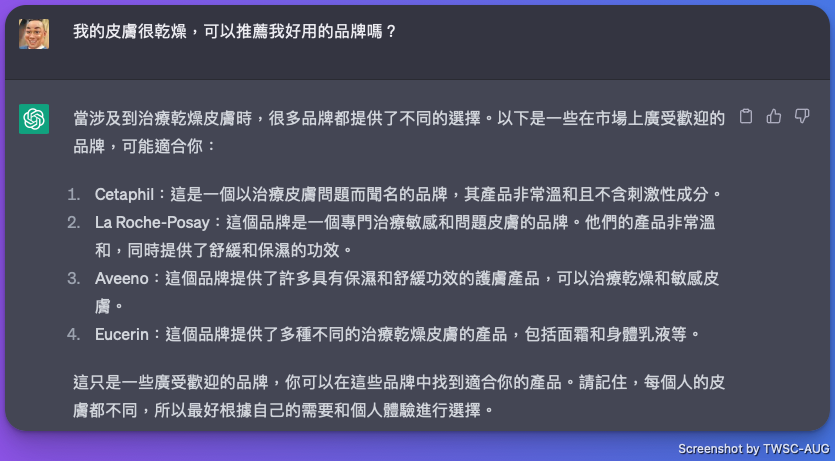 我的皮膚很乾燥，可以推薦我好用的品牌嗎？
當涉及到治療乾燥皮膚時，很多品牌都提供了不同的選擇。以下是一些在市場上廣受歡迎的
品牌，可能適合你：
1. Cetaphil：這是一個以治療皮膚問題而聞名的品牌，其產品非常溫和且不含刺激性成分。
2. La Roche-Posay：這個品牌是一個專門治療敏感和問題皮膚的品牌。他們的產品非常溫
和，同時提供了舒緩和保濕的功效。
3. Aveeno：這個品牌提供了許多具有保濕和舒緩功效的護膚產品，可以治療乾燥和敏感皮
膚。
4. Eucerin：這個品牌提供了多種不同的治療乾燥皮膚的產品，包括面霜和身體乳液等。
這只是一些廣受歡迎的品牌，你可以在這些品牌中找到適合你的產品。請記住，每個人的皮
膚都不同，所以最好根據自己的需要和個人體驗進行選擇。
Screenshot by TWSC-AUG